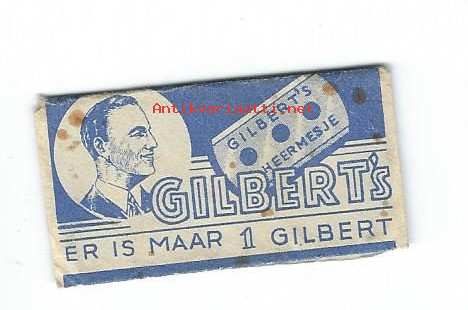 Antikvariaatti.net
GILBERT'S
SCHEERMESJE
GILBERT'S
ER IS MAAR 1 GILBERT